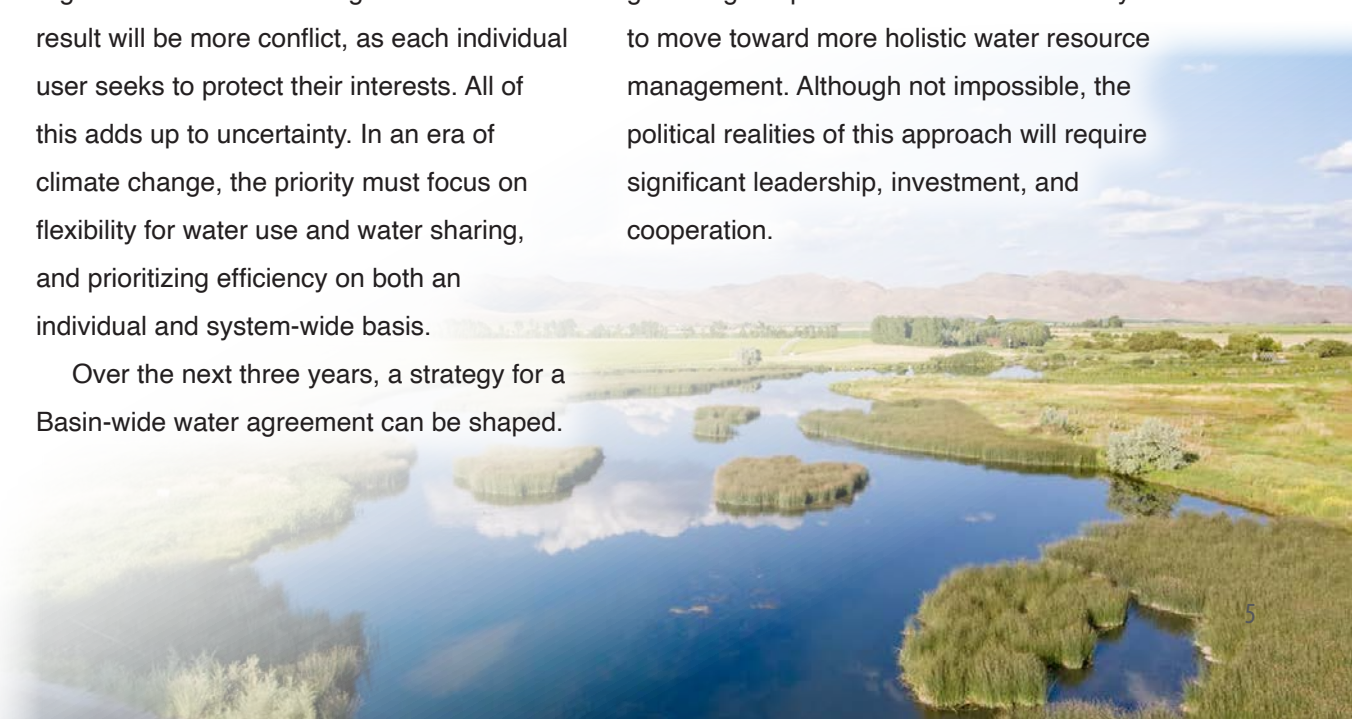 result will be more conflict, as each individual
user seeks to protect their interests. All of
this adds up to uncertainty. In an era of
climate change, the priority must focus on
flexibility for water use and water sharing,
and prioritizing efficiency on both an
individual and system-wide basis.
Over the next three years, a strategy for a
Basin-wide water agreement can be shaped.
to move toward more holistic water resource
management. Although not impossible, the
political realities of this approach will require
significant leadership, investment, and
cooperation.
5